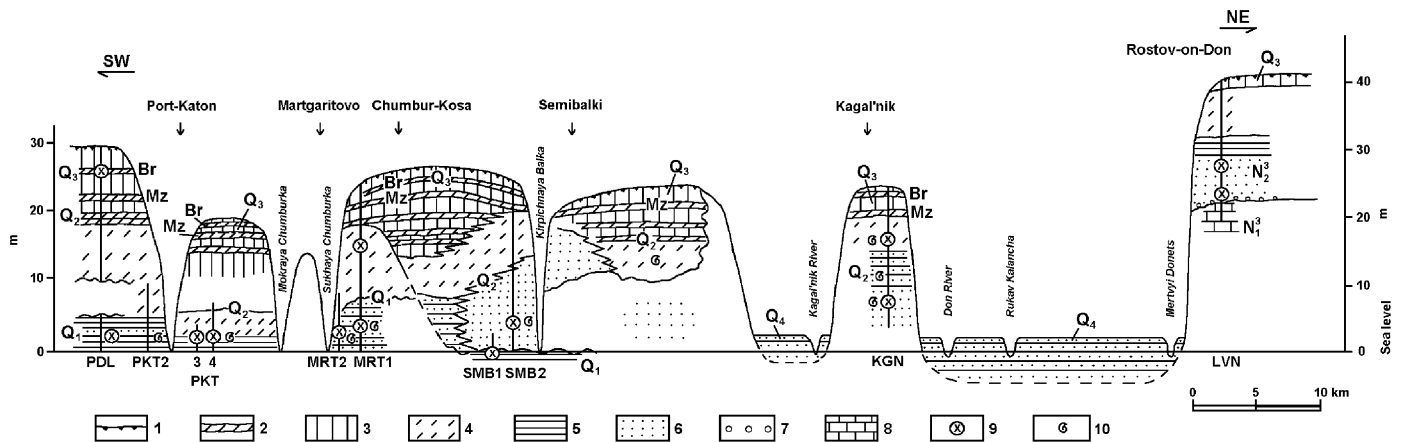 SW
NE
Rostov-on-Don
Port-Katon
Martgaritovo
Chumbur-Kosa
Semibalki
Kagal'nik
m
30
20
10
0
40
30
20
10
0
m
Sea level
Q3
Br
Mz
Q2
Q1
Br
Mz
Q3
Q2
Mokraya Chumburka
Sukhaya Chumburka
Br
Q3
Mz
Q1
Q2
Kirpichnaya Balka
Q3
Mz
Q2
Q1
Q4
Kagal'nik River
Q3
Br
Mz
Q2
Don River
Rukav Kalancha
Q4
Mertvyi Donets
Q3
N32
N31
PDL
PKT2
3 4
PKT
MRT2
MRT1
SMB1
SMB2
KGN
LVN
0 5 10 km
1 2 3 4 5 6 7 8 9 10